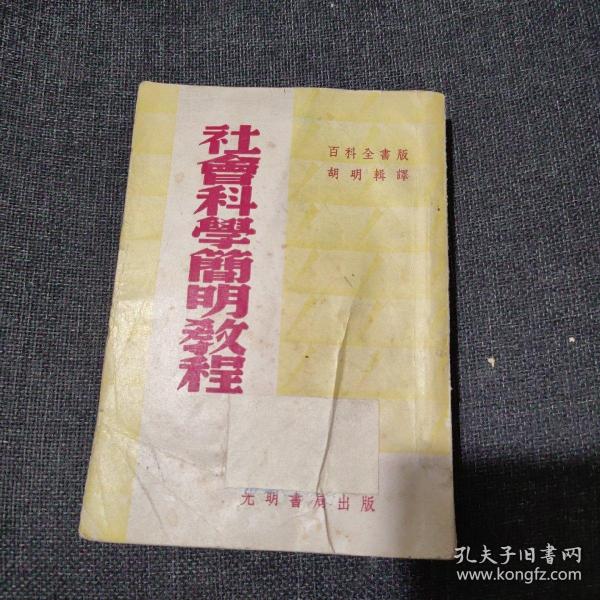 社會科學簡明教程
百科全書版
胡明輯譯
光明書局出版
孔夫子旧书网
www.kongfz.com